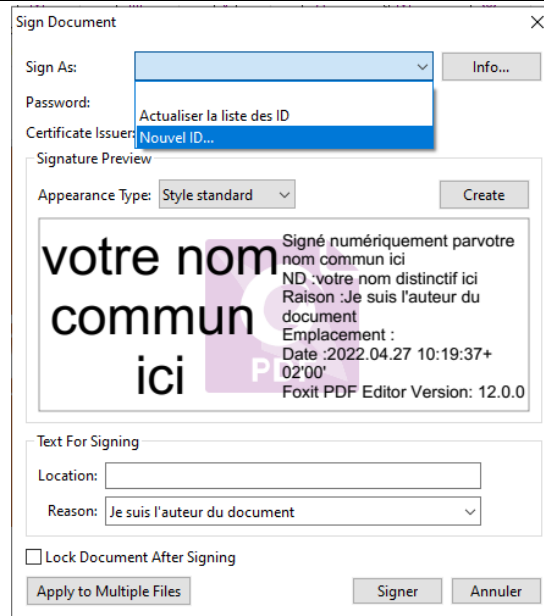 Sign Document
Sign As:
Info...
Password:
Actualiser la liste des ID
Certificate Issuer:
Nouvel ID...
Signature Preview
Appearance Type: Style standard
Create
votre nom
commun
ici
Signé numériquement parvotre
nom commun ici
ND :votre nom distinctif ici
Raison :Je suis l'auteur du
document
Emplacement :
Date :2022.04.27 10:19:37+
02'00'
Foxit PDF Editor Version: 12.0.0
PDF
Text For Signing
Location:
Reason: Je suis l'auteur du document
Lock Document After Signing
Apply to Multiple Files
Signer
Annuler